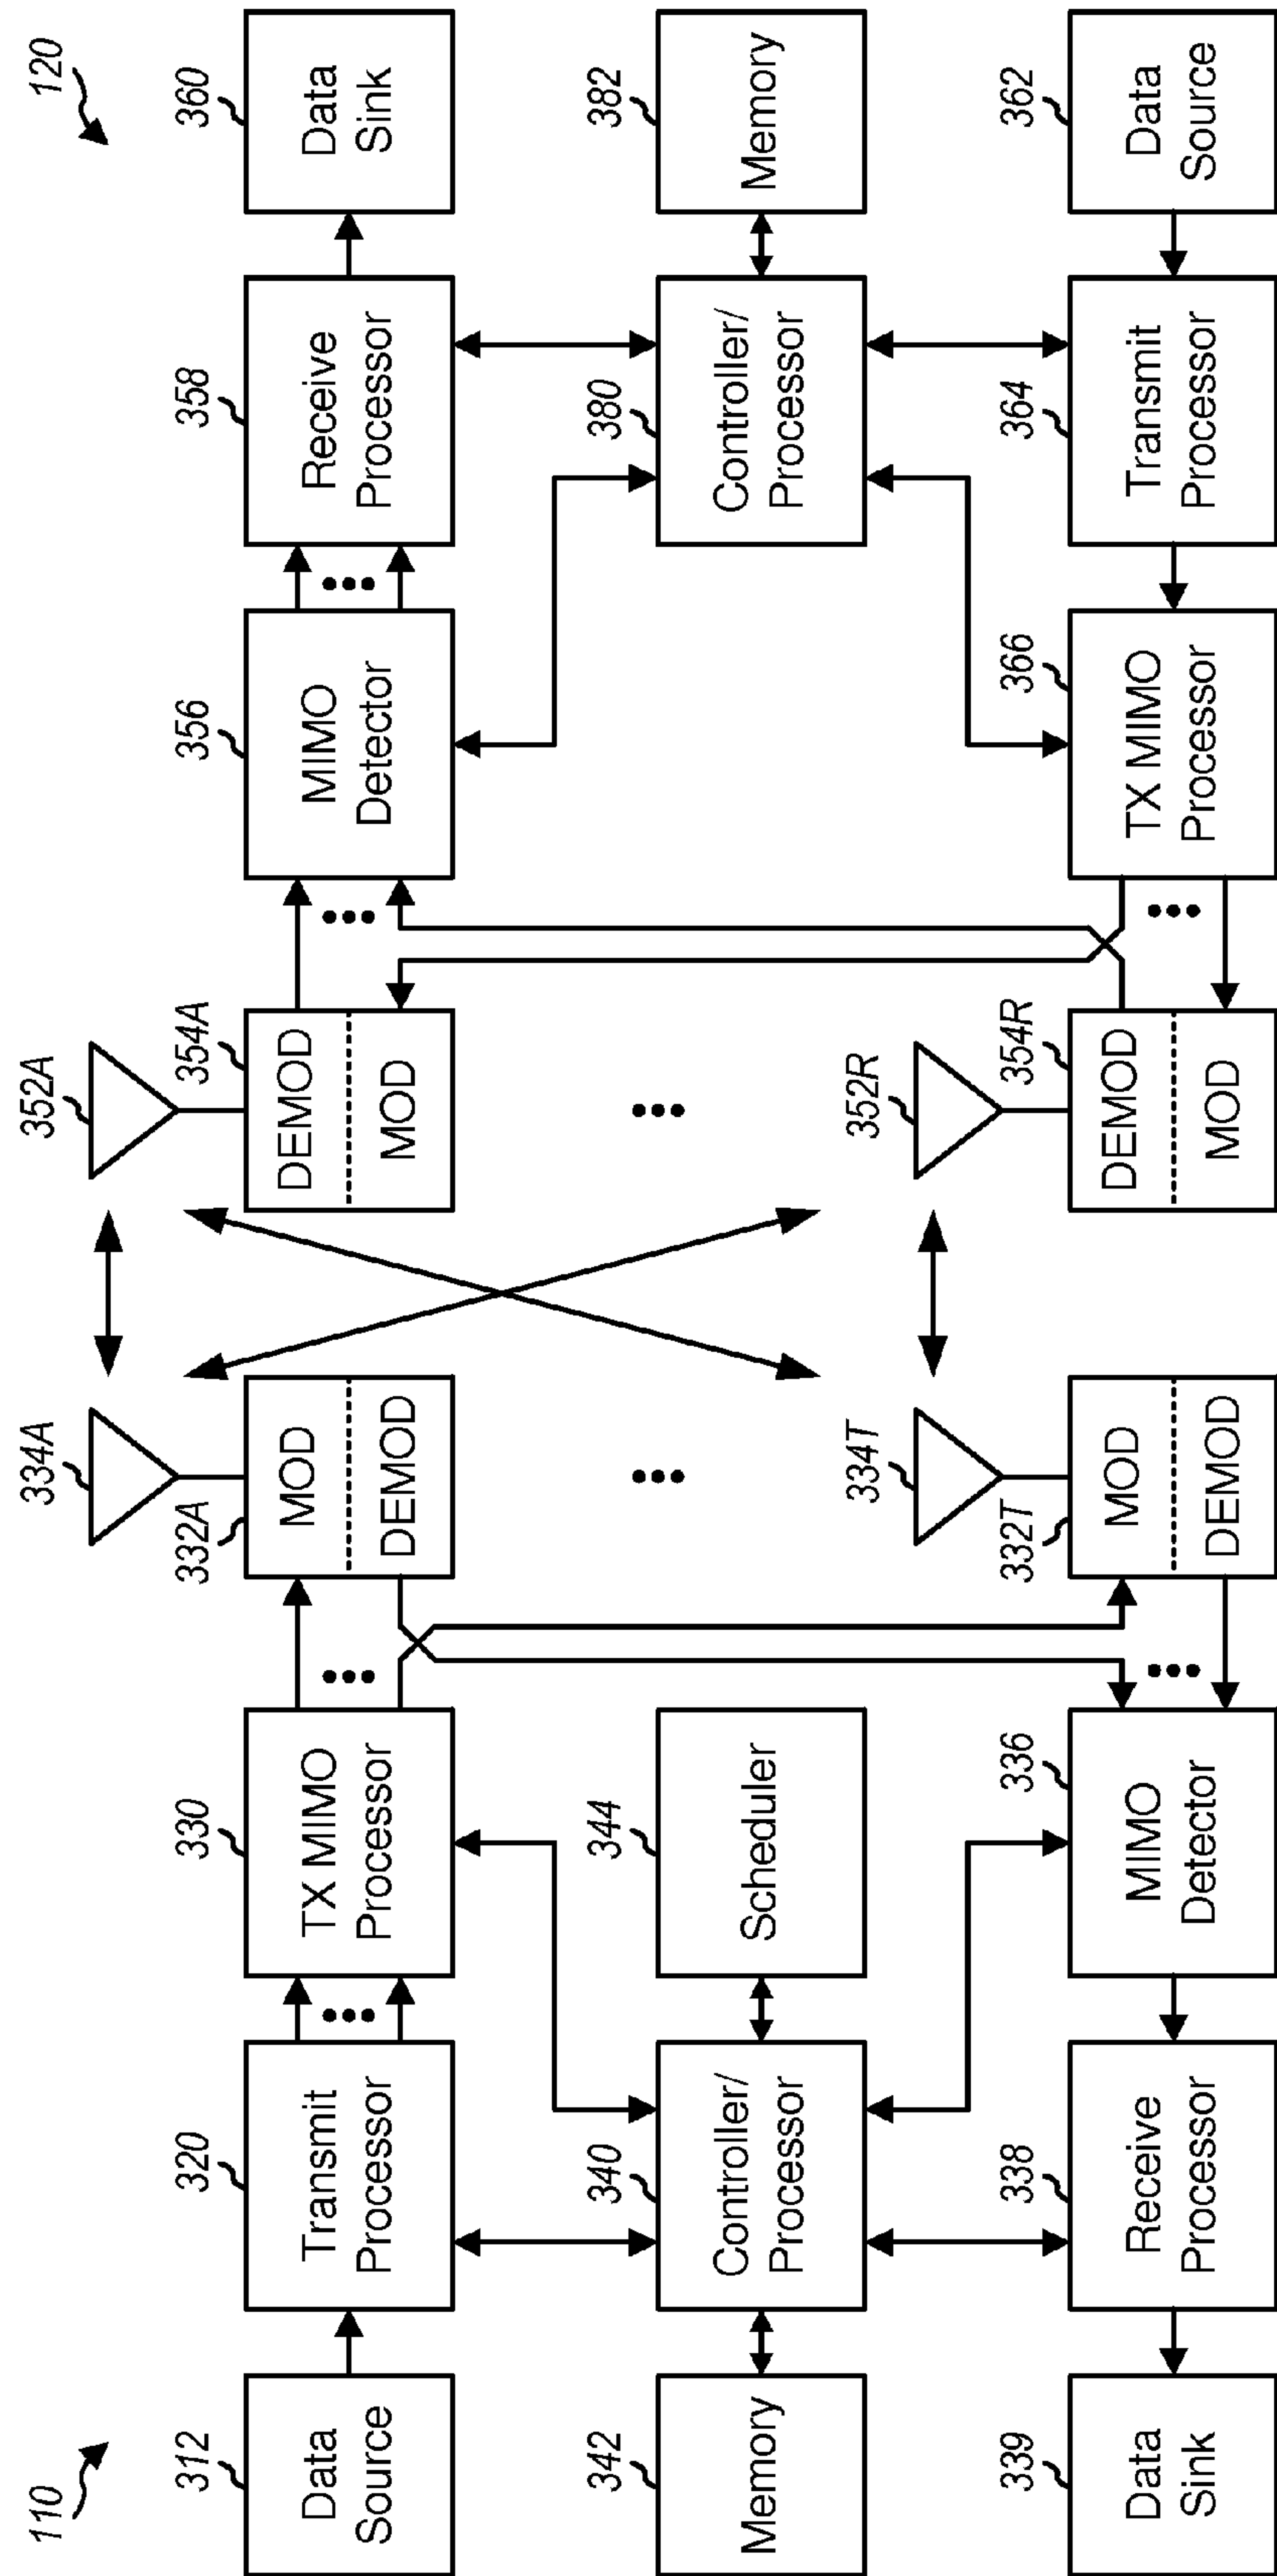 110
120
334A
352A
312
320
330
332A
354A
356
358
360
Data
Source
Transmit
Processor
TX MIMO
Processor
MOD
DEMOD
DEMOD
MOD
MIMO
Detector
Receive
Processor
Data
Sink
342
340
344
380
382
Memory
Controller/
Processor
Scheduler
Controller/
Processor
Memory
334T
352R
339
338
336
332T
354R
366
364
362
Data
Sink
Receive
Processor
MIMO
Detector
MOD
DEMOD
DEMOD
MOD
TX MIMO
Processor
Transmit
Processor
Data
Source